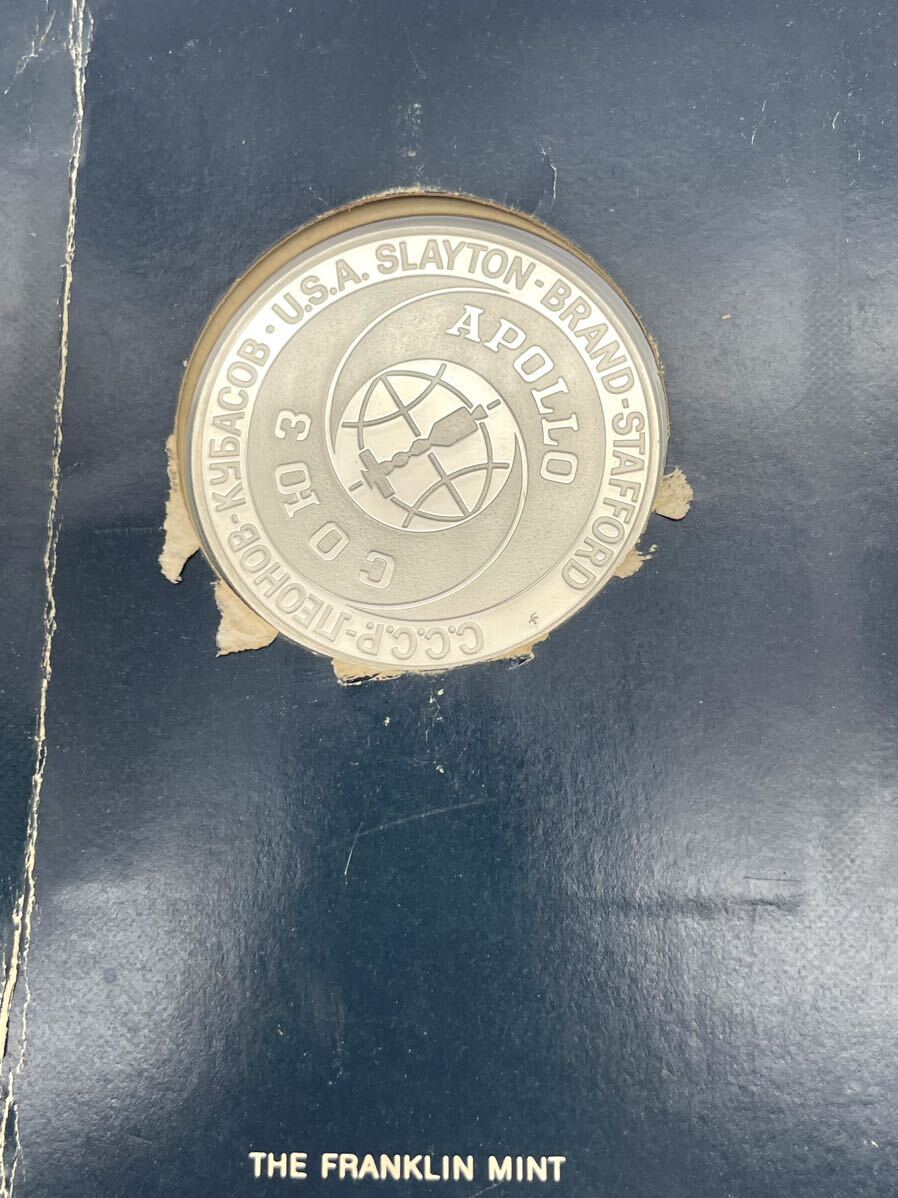 U.S.A. SLAYTON-BRAND-STAFFORD
С.С.С.Р.-ЛЕОНОВ-КУБАСОВ
APOLLO
СОЮЗ
THE FRANKLIN MINT